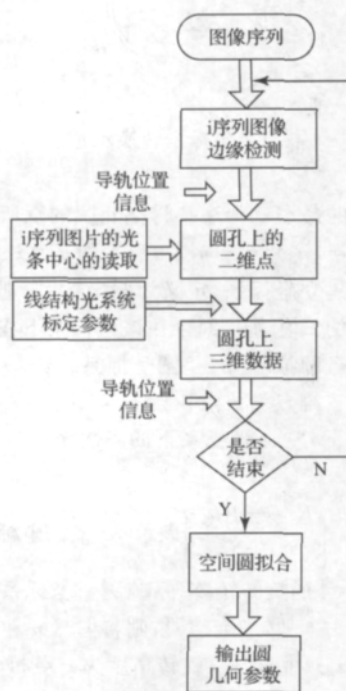 图像序列
i序列图像
边缘检测
导轨位置
信息
i序列图片的光
条中心的读取
圆孔上的
二维点
线结构光系统
标定参数
圆孔上
三维数据
导轨位置
信息
是否
结束
N
Y
空间圆拟合
输出圆
几何参数